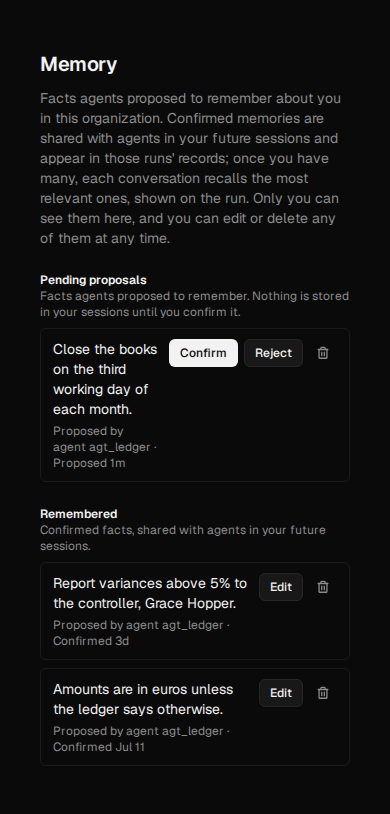 Memory
Facts agents proposed to remember about you
in this organization. Confirmed memories are
shared with agents in your future sessions and
appear in those runs' records; once you have
many, each conversation recalls the most
relevant ones, shown on the run. Only you can
see them here, and you can edit or delete any
of them at any time.
Pending proposals
Facts agents proposed to remember. Nothing is stored
in your sessions until you confirm it.
Close the books
on the third
working day of
each month.
Proposed by
agent agt_ledger ·
Proposed 1m
Confirm
Reject
Remembered
Confirmed facts, shared with agents in your future
sessions.
Report variances above 5% to
the controller, Grace Hopper.
Proposed by agent agt_ledger ·
Confirmed 3d
Edit
Amounts are in euros unless
the ledger says otherwise.
Proposed by agent agt_ledger ·
Confirmed Jul 11
Edit